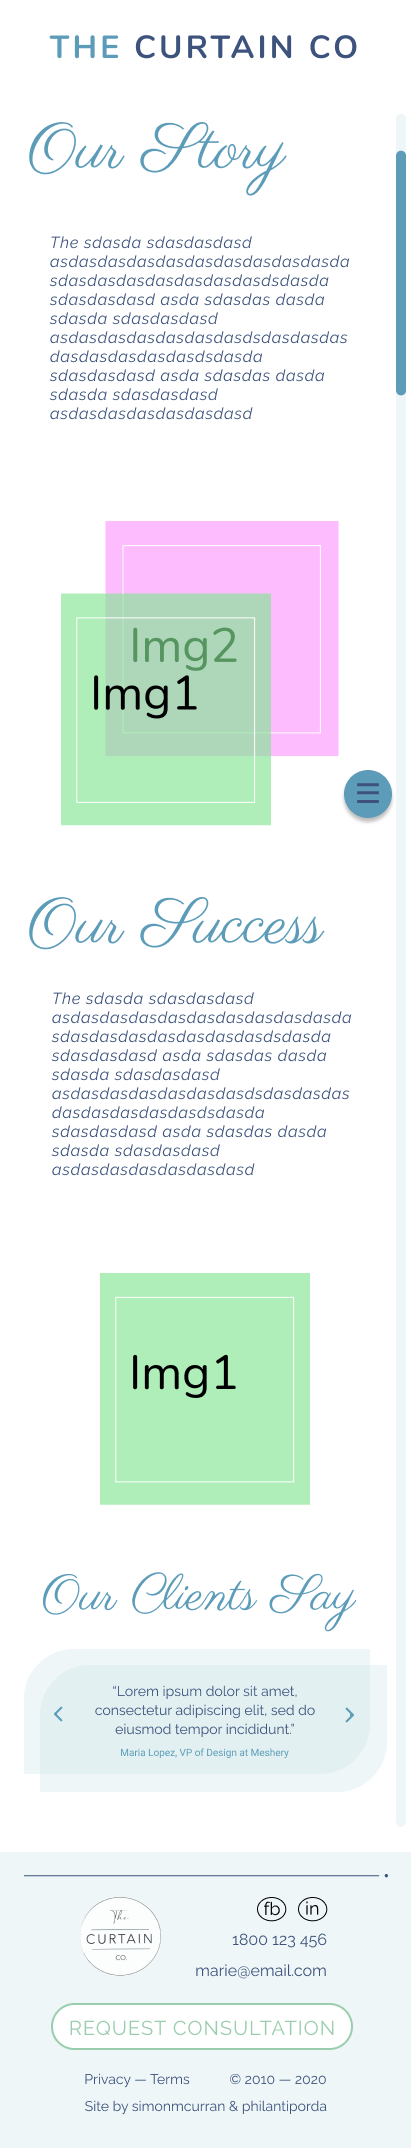 THE CURTAIN CO
Our Story
The sdasda sdasdasdasd
asdasdasdasdasdasdasdasdasdasda
sdasdasdasdasdasdasdasdsdasda
sdasdasdasd asda sdasdas dasda
sdasda sdasdasdasd
asdasdasdasdasdasdasdsdasdasdas
dasdasdasdasdasdsdasda
sdasdasdasd asda sdasdas dasda
sdasda sdasdasdasd
asdasdasdasdasdasdasd
Img2
Img1
Our Success
The sdasda sdasdasdasd
asdasdasdasdasdasdasdasdasdasda
sdasdasdasdasdasdasdasdsdasda
sdasdasdasd asda sdasdas dasda
sdasda sdasdasdasd
asdasdasdasdasdasdasdsdasdasdas
dasdasdasdasdasdsdasda
sdasdasdasd asda sdasdas dasda
sdasda sdasdasdasd
asdasdasdasdasdasdasd
Img1
Our Clients Say
“Lorem ipsum dolor sit amet,
consectetur adipiscing elit, sed do
eiusmod tempor incididunt.”
Maria Lopez, VP of Design at Meshery
The
CURTAIN
CO.
fb in
1800 123 456
marie@email.com
REQUEST CONSULTATION
Privacy — Terms © 2010 — 2020
Site by simonmcurran & philantiporda